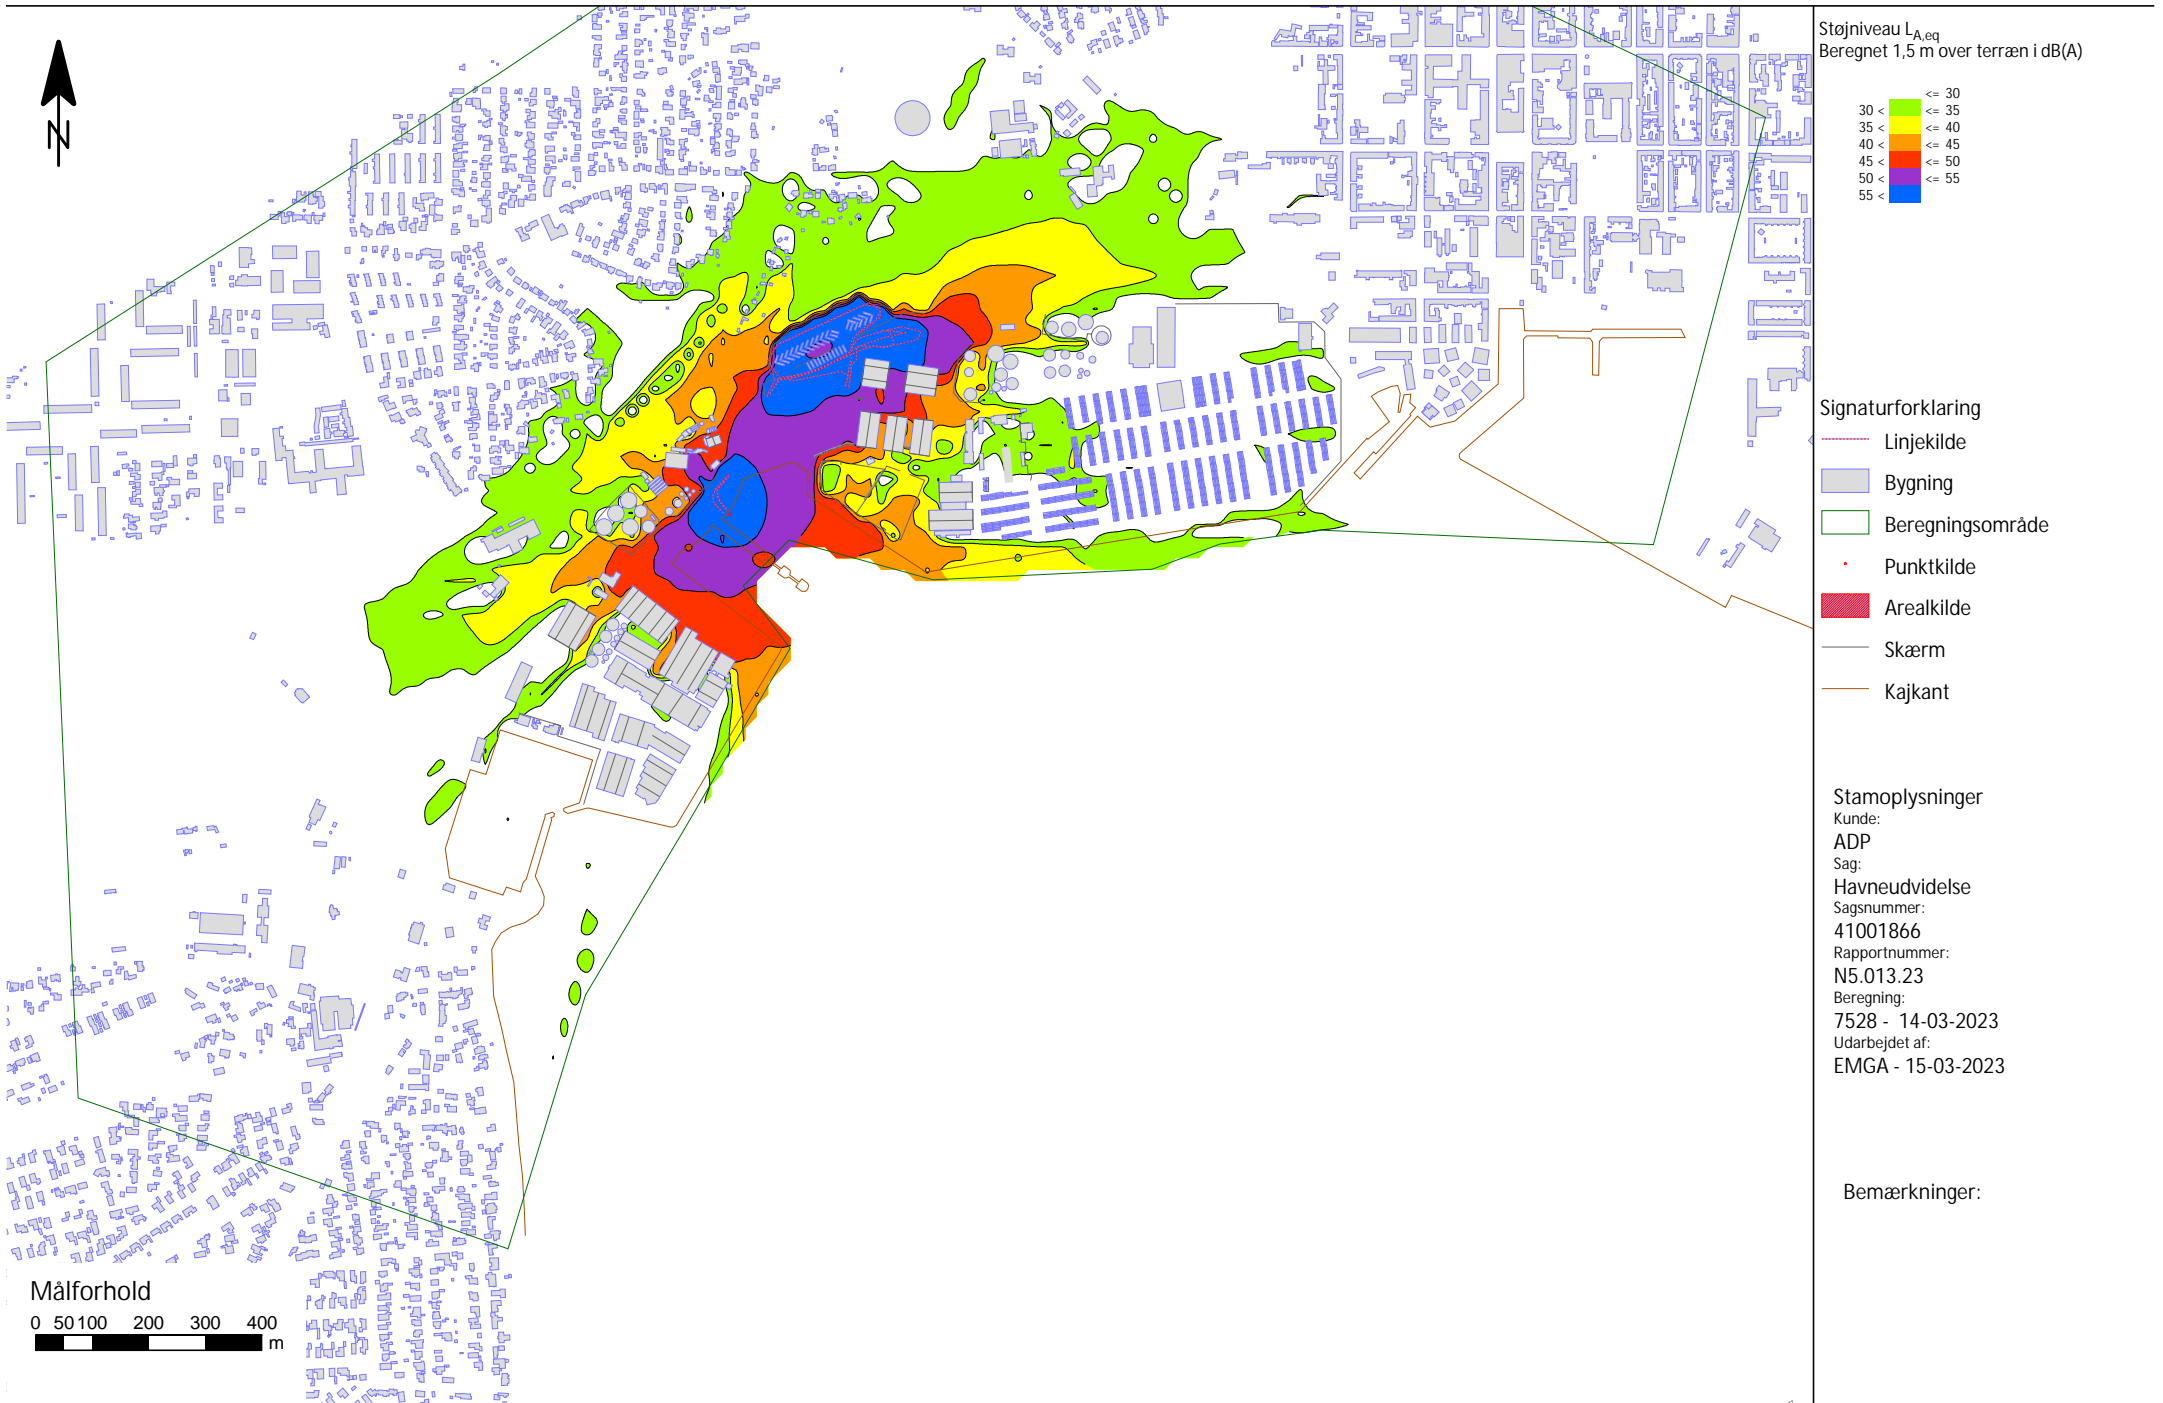 N
Støjniveau LA,eq
Beregnet 1,5 m over terræn i dB(A)
<= 30
30 < <= 35
35 < <= 40
40 < <= 45
45 < <= 50
50 < <= 55
55 <
Signaturforklaring
Linjekilde
Bygning
Beregningsområde
Punktkilde
Arealkilde
Skærm
Kajkant
Stamoplysninger
Kunde:
ADP
Sag:
Havneudvidelse
Sagsnummer:
41001866
Rapportnummer:
N5.013.23
Beregning:
7528 - 14-03-2023
Udarbejdet af:
EMGA - 15-03-2023
Bemærkninger:
Målforhold
0 50 100 200 300 400
m